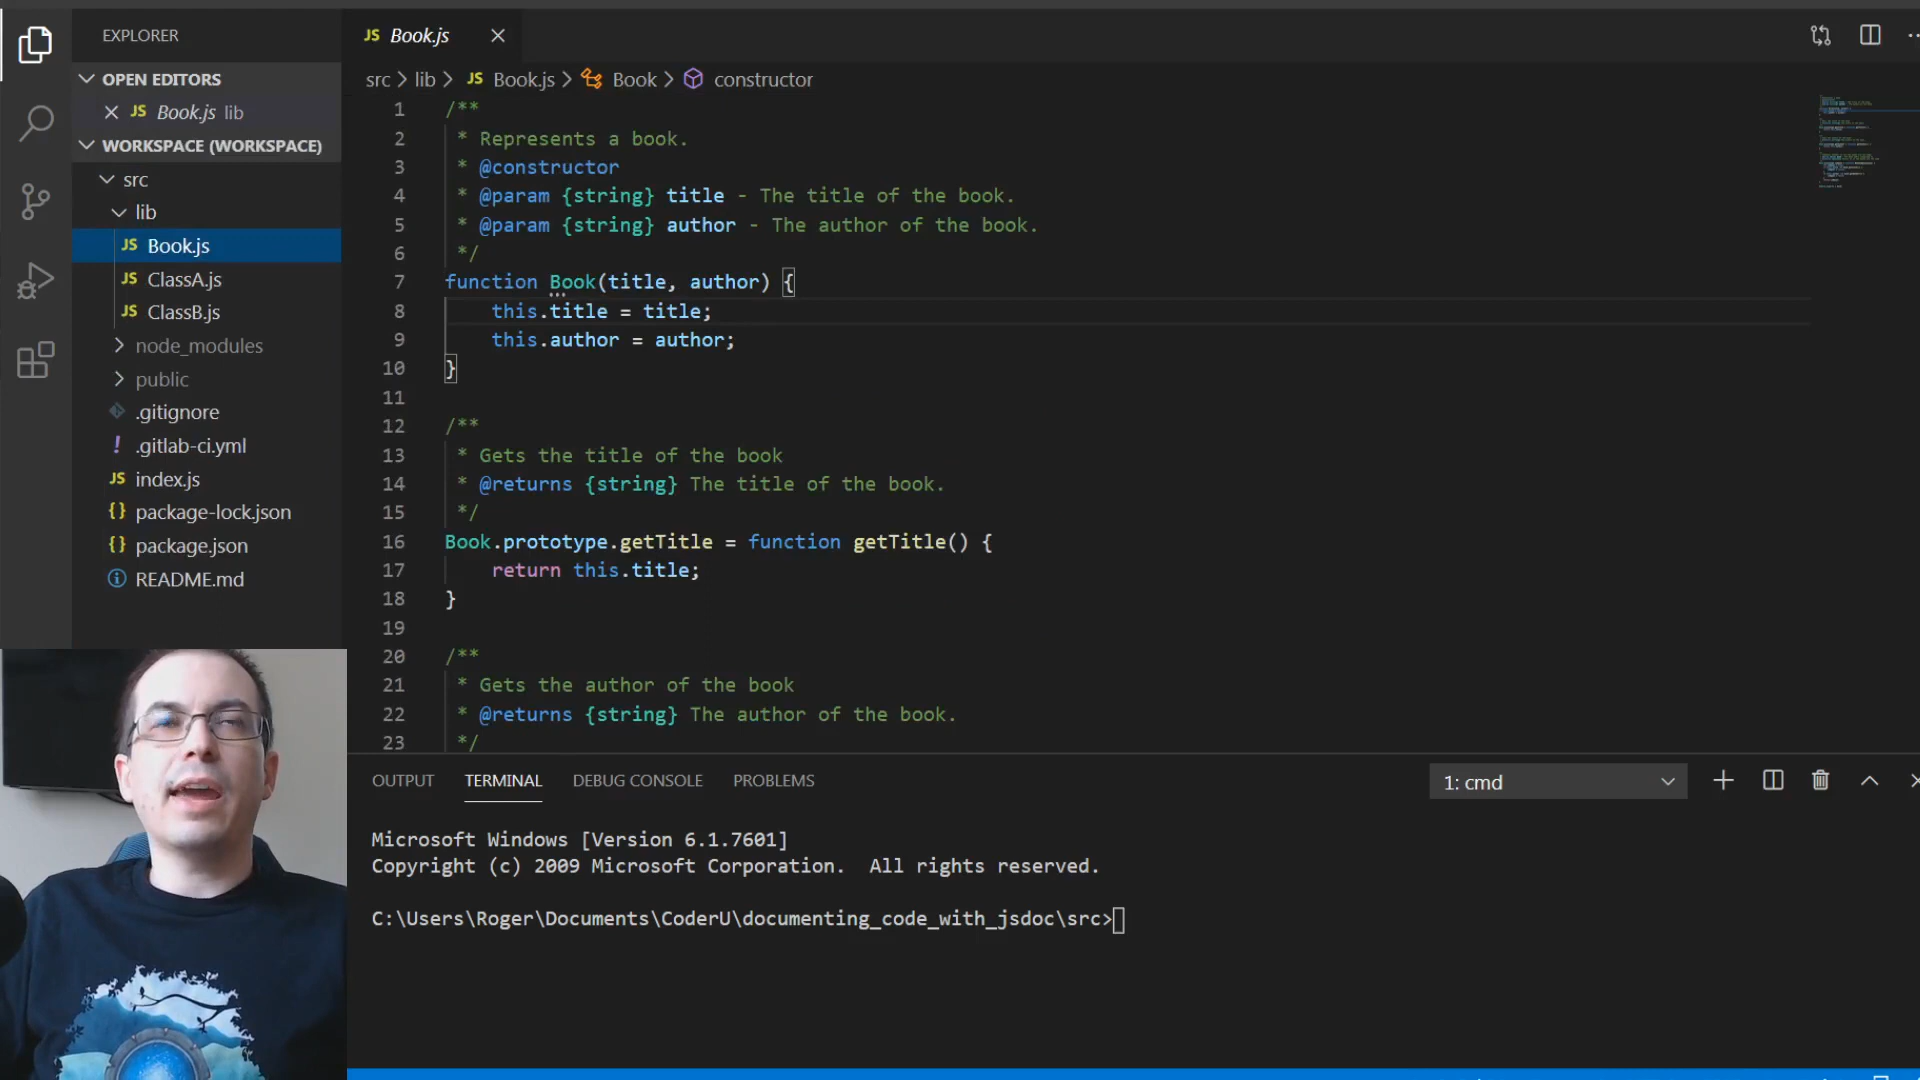 EXPLORER
OPEN EDITORS
JS Book.js lib
WORKSPACE (WORKSPACE)
src
lib
JS Book.js
JS ClassA.js
JS ClassB.js
node_modules
public
.gitignore
! .gitlab-ci.yml
JS index.js
{} package-lock.json
{} package.json
README.md
JS Book.js
src > lib > JS Book.js > Book > constructor
1 /**
2 * Represents a book.
3 * @constructor
4 * @param {string} title - The title of the book.
5 * @param {string} author - The author of the book.
6 */
7 function Book(title, author) {
8 this.title = title;
9 this.author = author;
10 }
11
12 /**
13 * Gets the title of the book
14 * @returns {string} The title of the book.
15 */
16 Book.prototype.getTitle = function getTitle() {
17 return this.title;
18 }
19
20 /**
21 * Gets the author of the book
22 * @returns {string} The author of the book.
23 */
OUTPUT TERMINAL DEBUG CONSOLE PROBLEMS
1: cmd
Microsoft Windows [Version 6.1.7601]
Copyright (c) 2009 Microsoft Corporation.  All rights reserved.
C:\Users\Roger\Documents\CoderU\documenting_code_with_jsdoc\src>